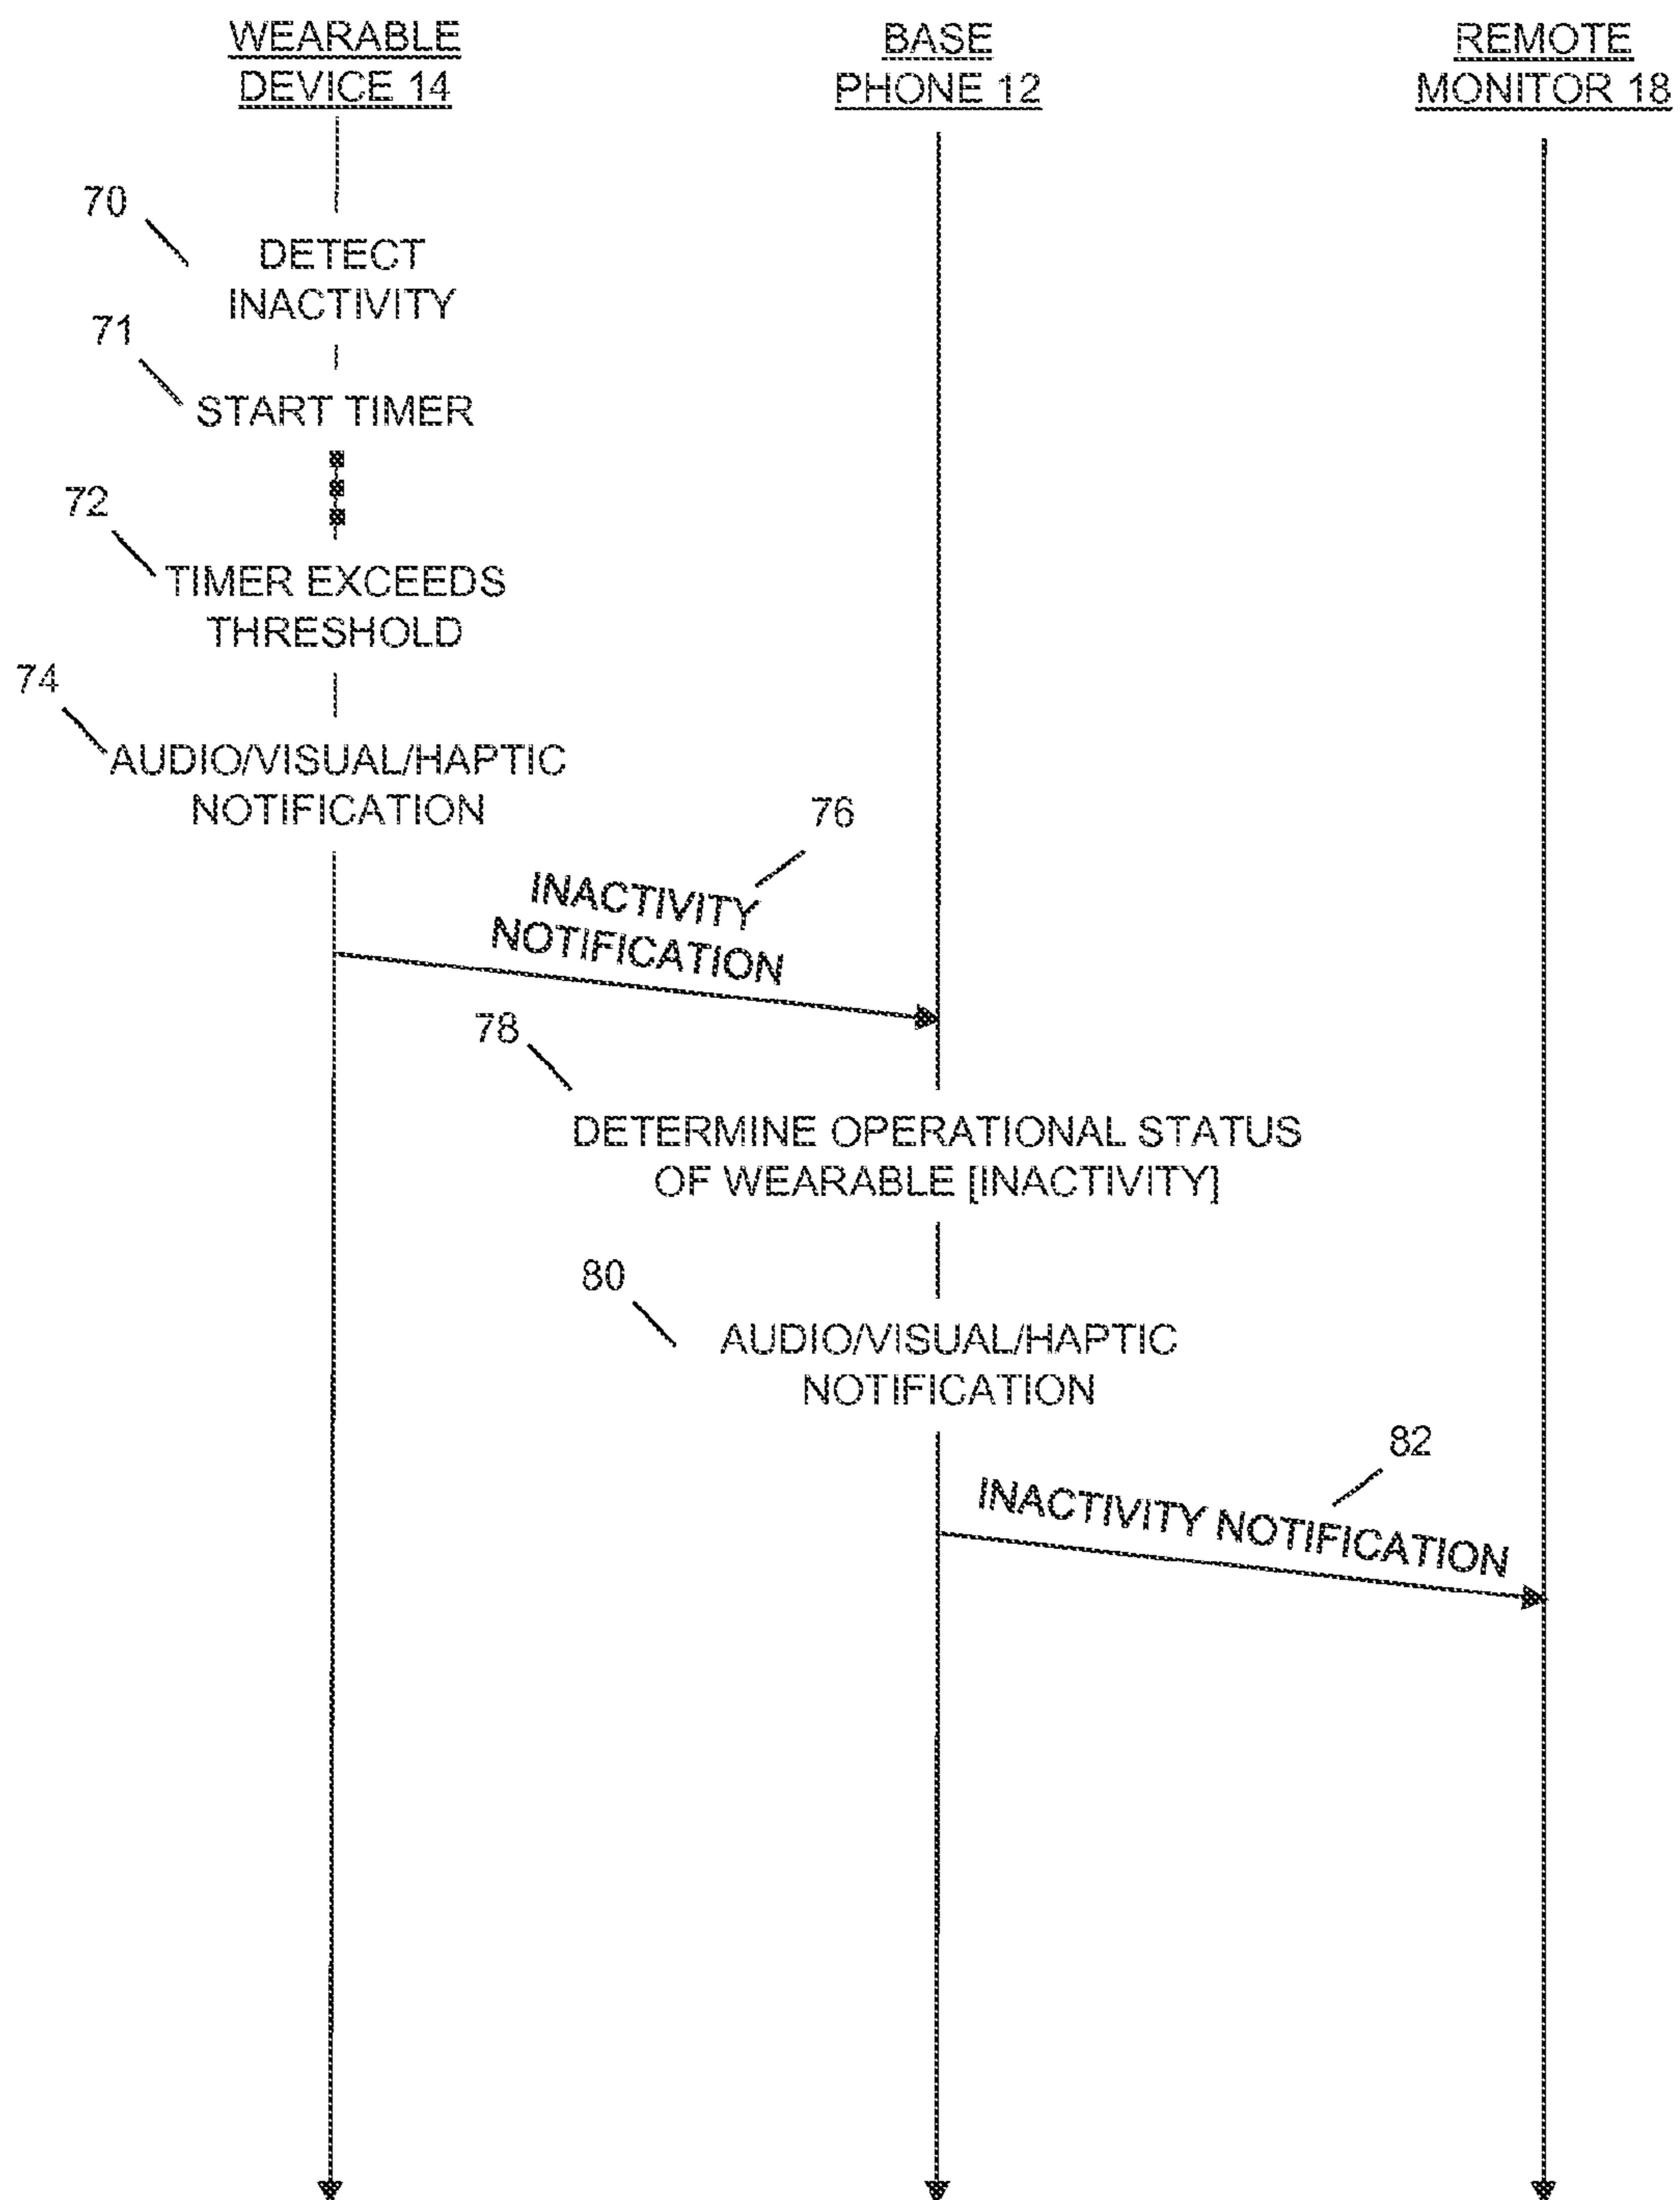 WEARABLE
DEVICE 14
BASE
PHONE 12
REMOTE
MONITOR 18
70
DETECT
INACTIVITY
71
START TIMER
72
TIMER EXCEEDS
THRESHOLD
74
AUDIO/VISUAL/HAPTIC
NOTIFICATION
76
INACTIVITY
NOTIFICATION
78
DETERMINE OPERATIONAL STATUS
OF WEARABLE [INACTIVITY]
80
AUDIO/VISUAL/HAPTIC
NOTIFICATION
82
INACTIVITY NOTIFICATION